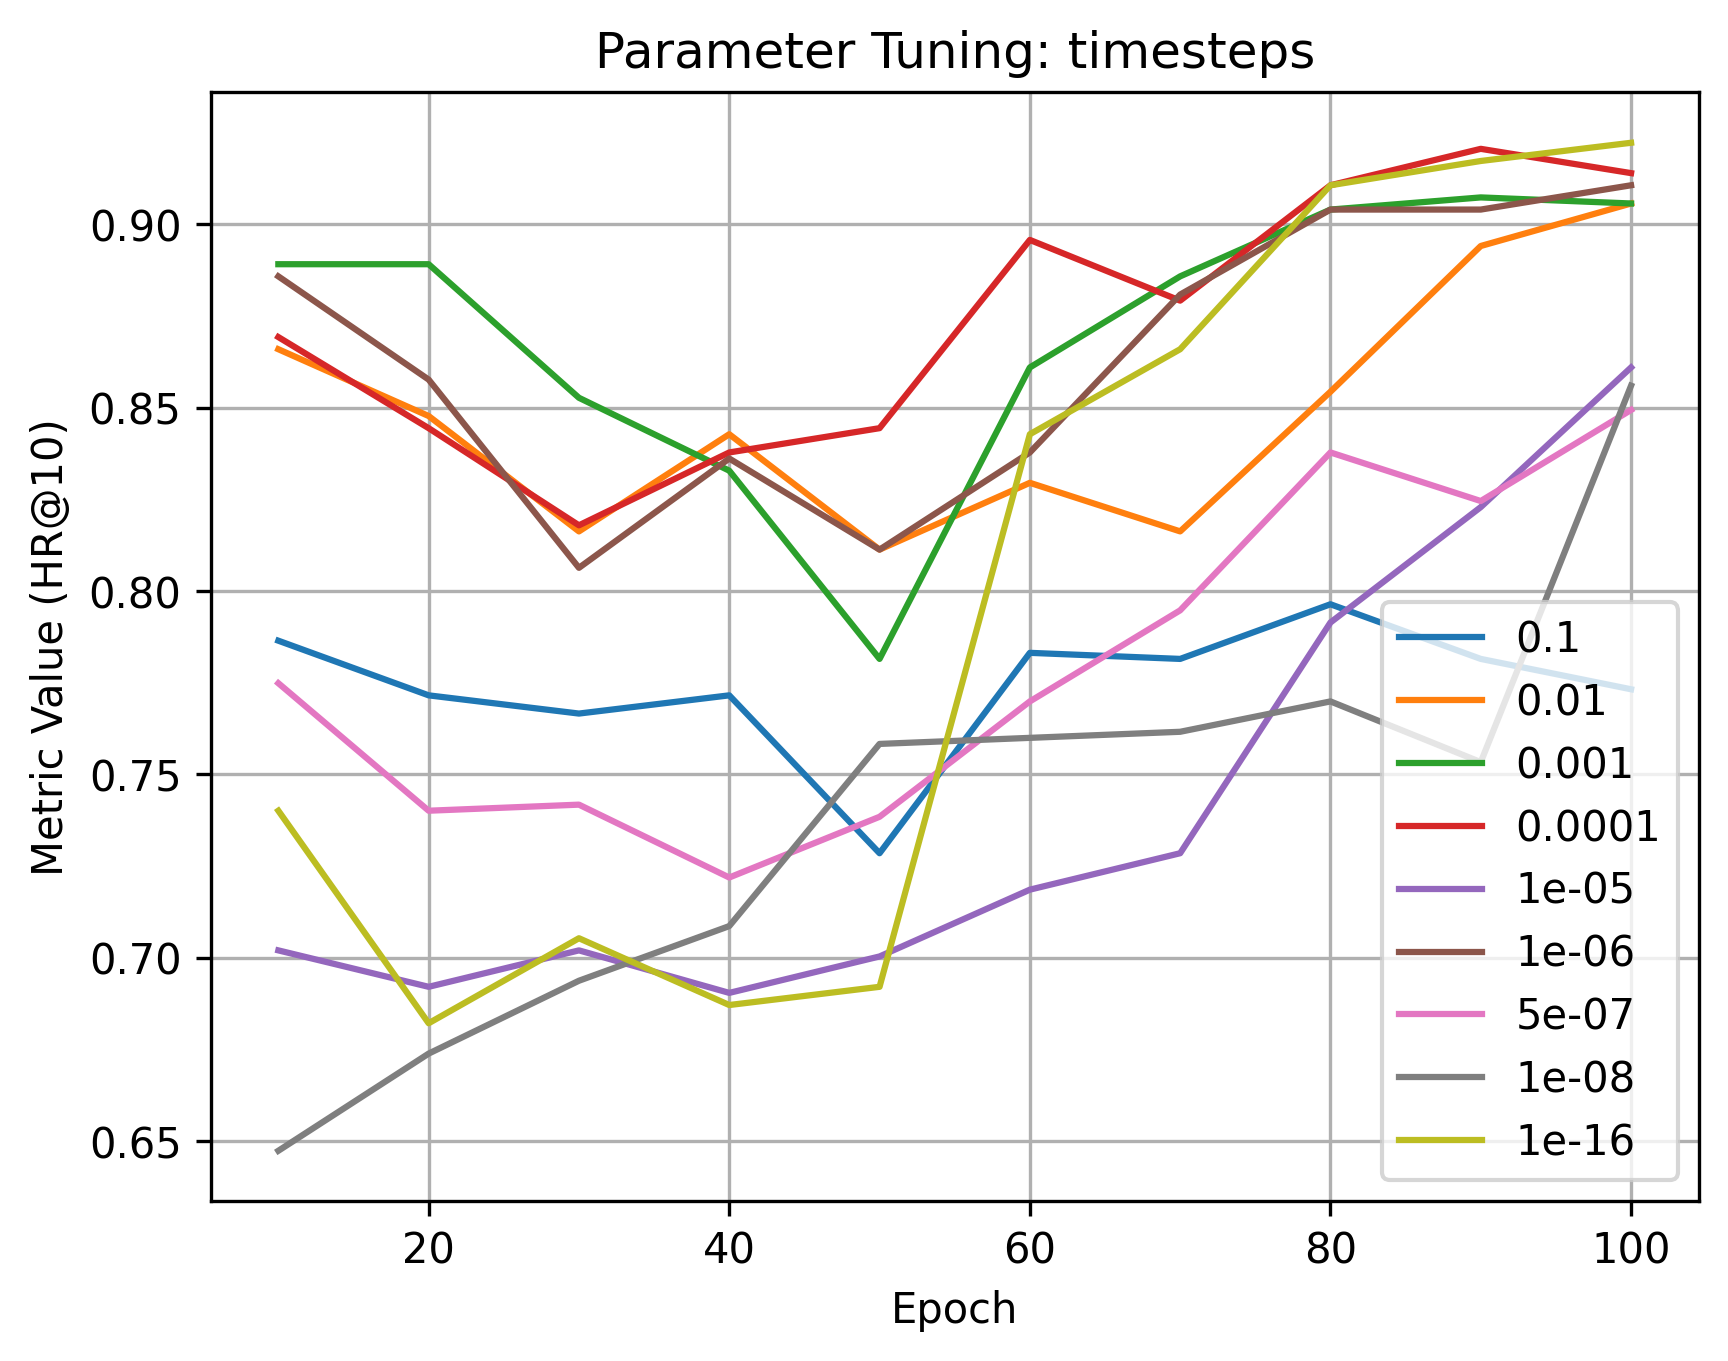 Parameter Tuning: timesteps
Metric Value (HR@10)
0.90
0.85
0.80
0.75
0.70
0.65
0.1
0.01
0.001
0.0001
1e-05
1e-06
5e-07
1e-08
1e-16
20 40 60 80 100
Epoch